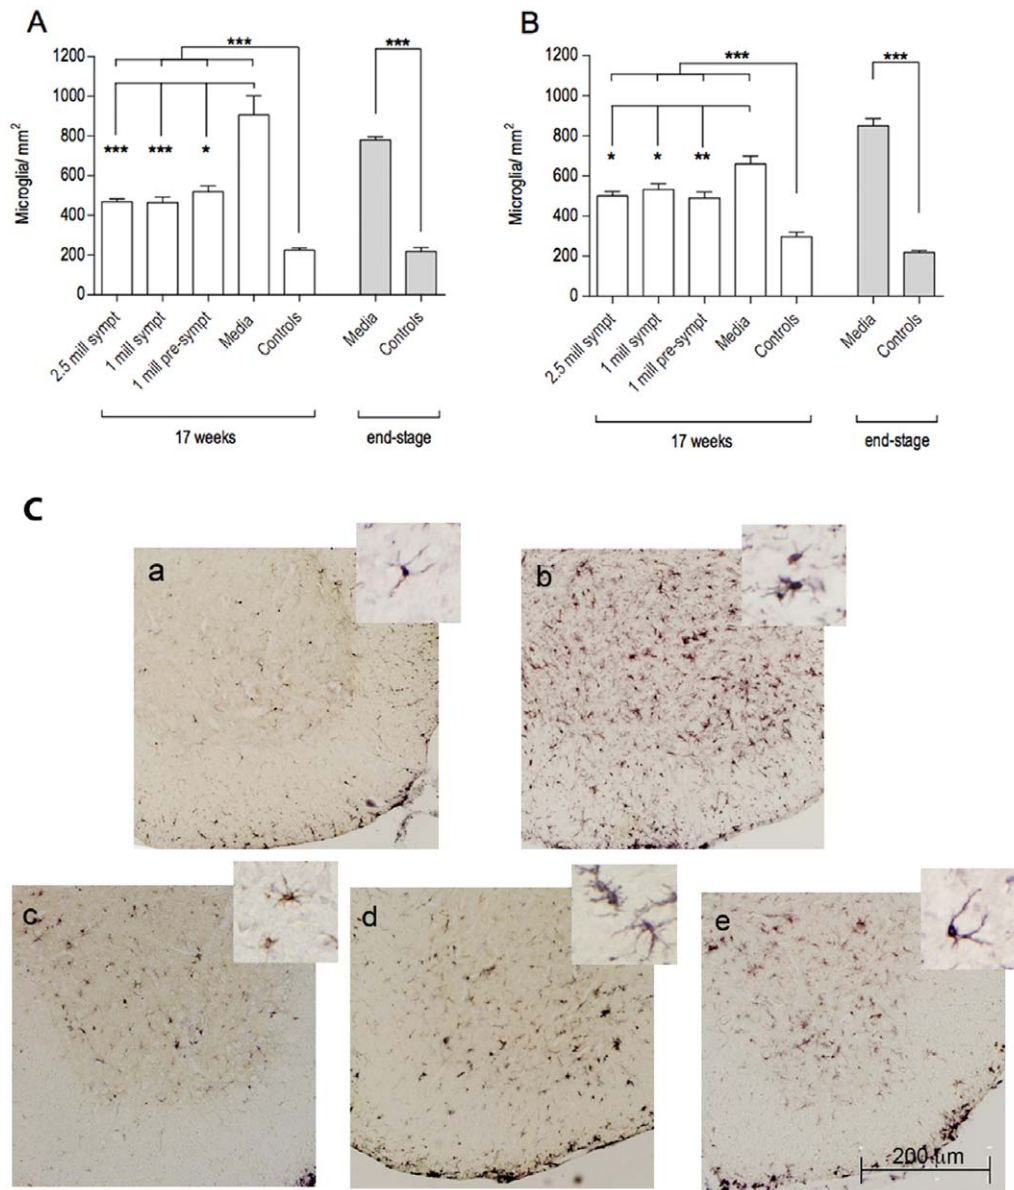 A
Microglia/ mm²
1200
1000
800
600
400
200
0
***
***
***
***
*
2.5 mill sympt
1 mill sympt
1 mill pre-sympt
Media
Controls
Media
Controls
17 weeks
end-stage
B
Microglia/ mm²
1200
1000
800
600
400
200
0
***
***
*
*
**
2.5 mill sympt
1 mill sympt
1 mill pre-sympt
Media
Controls
Media
Controls
17 weeks
end-stage
C
a
b
c
d
e
200 µm